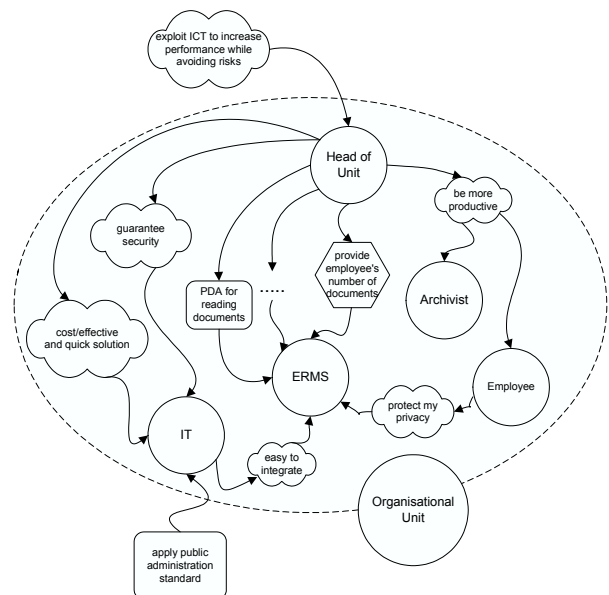 exploit ICT to increase
performance while
avoiding risks
Head of
Unit
be more
productive
guarantee
security
provide
employee's
number of
documents
PDA for
reading
documents
......
Archivist
cost/effective
and quick solution
ERMS
Employee
protect my
privacy
IT
easy to
integrate
Organisational
Unit
apply public
administration
standard